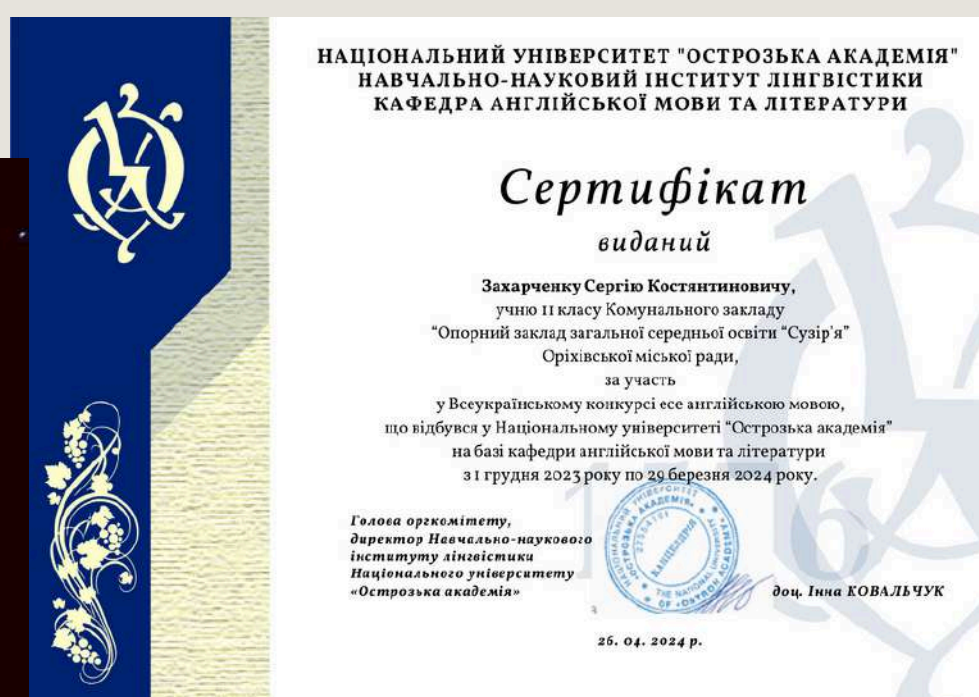 НАЦІОНАЛЬНИЙ УНІВЕРСИТЕТ "ОСТРОЗЬКА АКАДЕМІЯ"
НАВЧАЛЬНО-НАУКОВИЙ ІНСТИТУТ ЛІНГВІСТИКИ
КАФЕДРА АНГЛІЙСЬКОЇ МОВИ ТА ЛІТЕРАТУРИ
Сертифікат
виданий
Захарченку Сергію Костянтиновичу,
учню 11 класу Комунального закладу
“Опорний заклад загальної середньої освіти “Сузір'я”
Оріхівської міської ради,
за участь
у Всеукраїнському конкурсі есе англійською мовою,
що відбувся у Національному університеті “Острозька академія”
на базі кафедри англійської мови та літератури
з 1 грудня 2023 року по 29 березня 2024 року.
Голова оргкомітету,
директор Навчально-наукового
інституту лінгвістики
Національного університету
«Острозька академія»
КАНЦЕЛЯРІЯ
доц. Інна КОВАЛЬЧУК
26. 04. 2024 р.